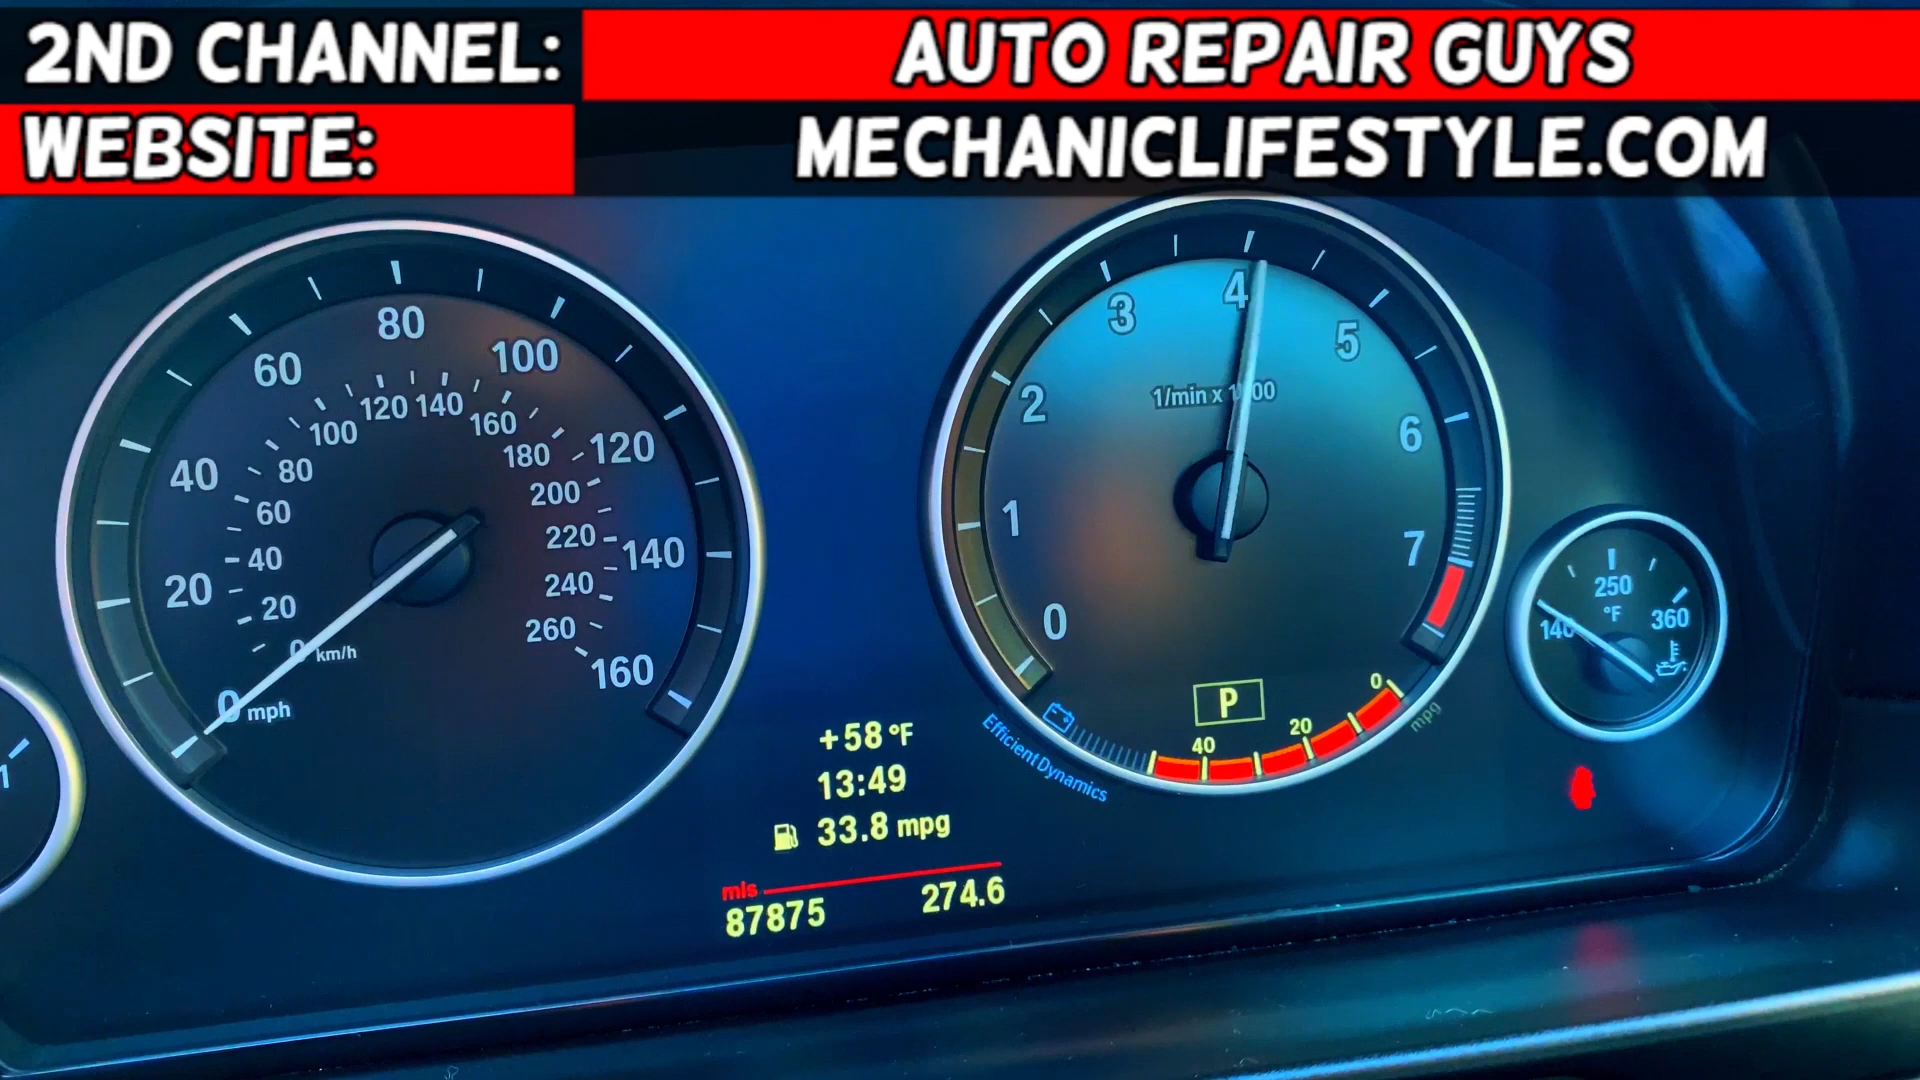 2ND CHANNEL: AUTO REPAIR GUYS
WEBSITE: MECHANICLIFESTYLE.COM
0 20 40 60 80 100 120 140 160
mph
0 20 40 60 80 100 120 140 160 180 200 220 240 260
km/h
1
0 1 2 3 4 5 6 7
P
40 20 0
mpg
EfficientDynamics
140 250 360
°F
+58 °F
13:49
33.8 mpg
mls
87875 274.6